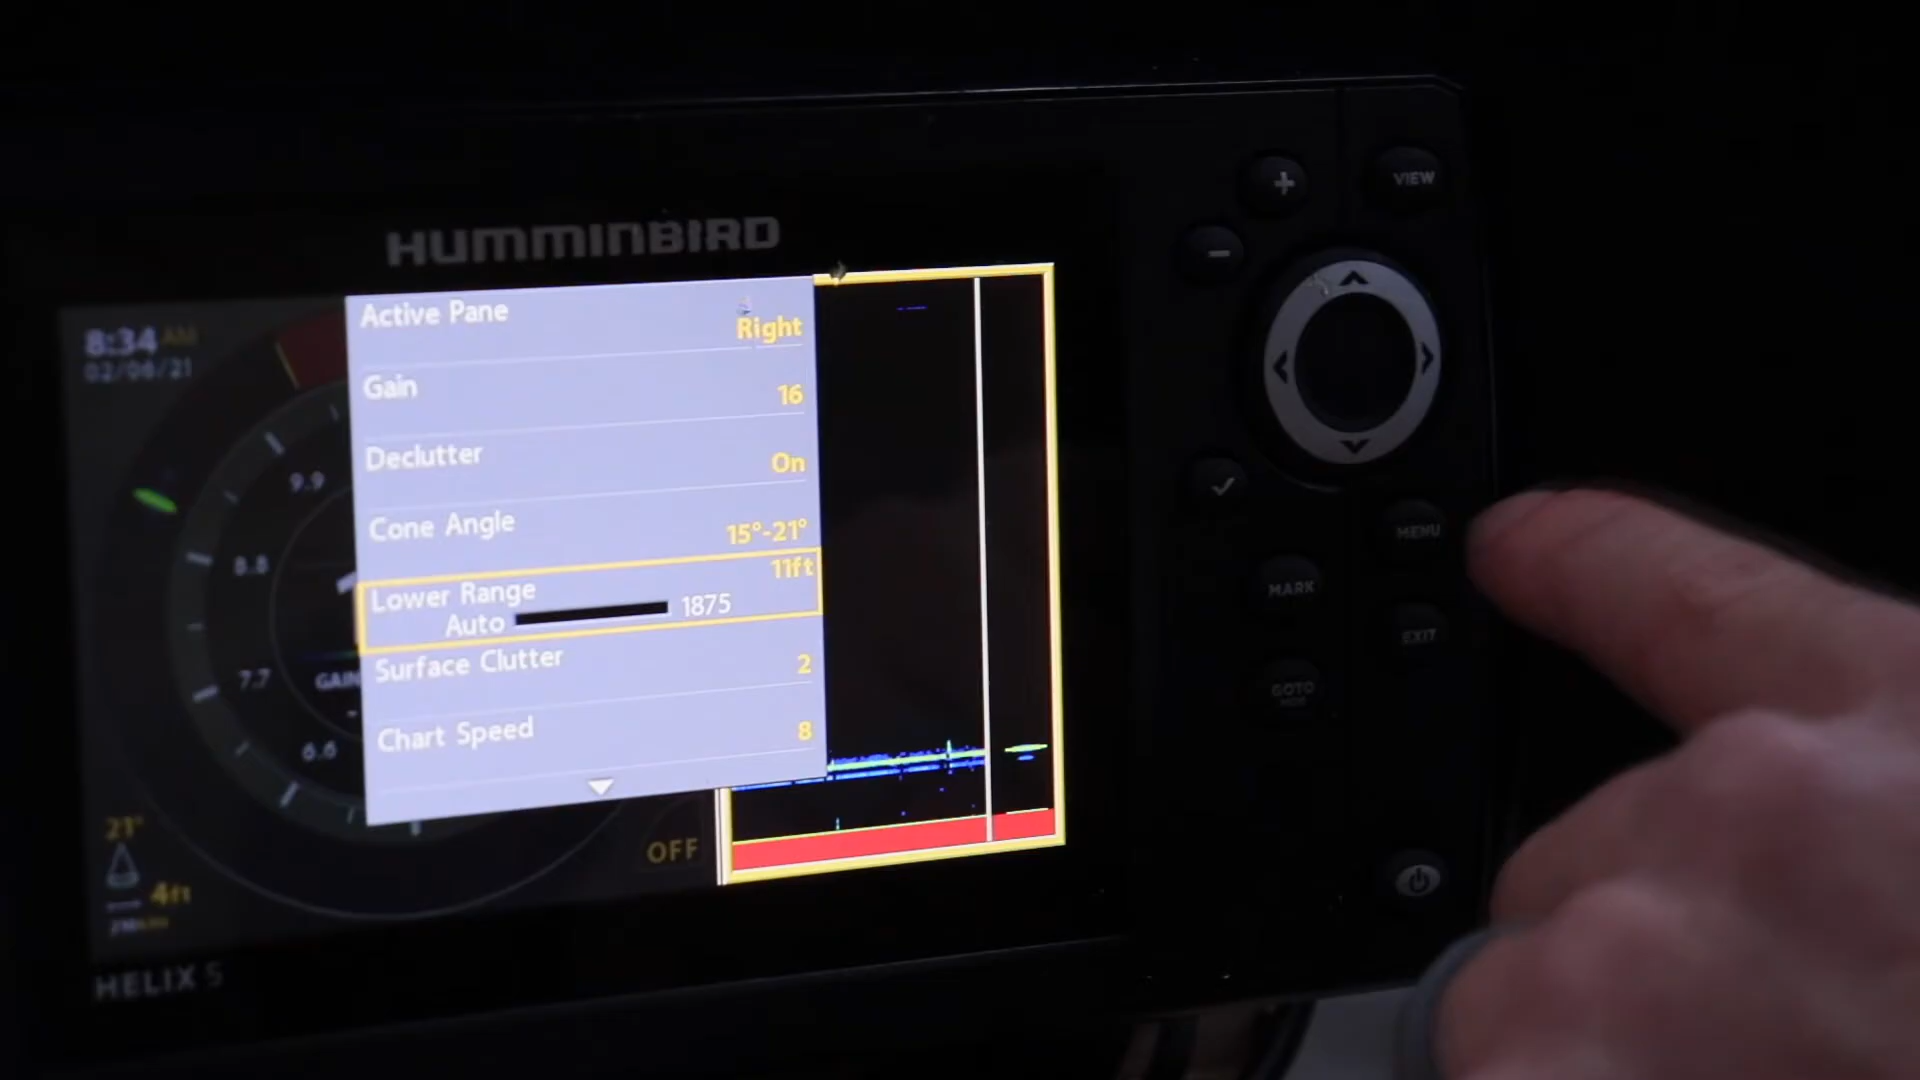 HUMMINBIRD
8:34 AM
02/06/21
Active Pane
Right
Gain
16
Declutter
On
Cone Angle
15°-21°
Lower Range
11ft
Auto
1875
Surface Clutter
2
Chart Speed
8
9.9
8.8
7.7
6.6
GAIN
OFF
21°
4ft
HELIX 5
+
VIEW
-
MENU
MARK
EXIT
GOTO